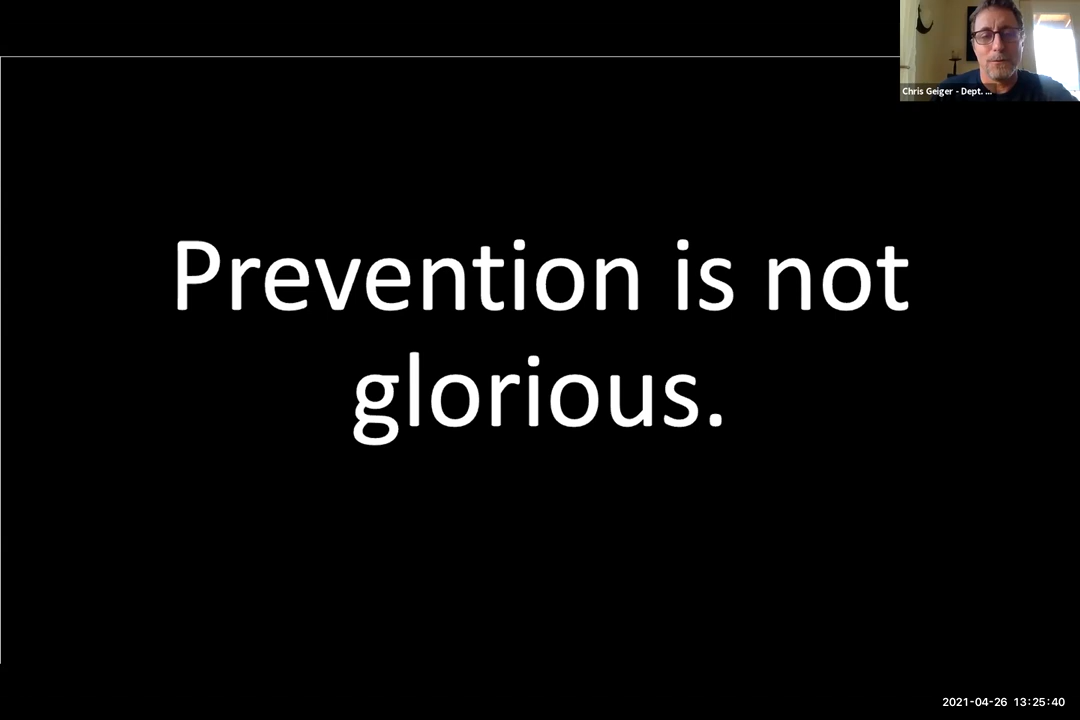 Chris Geiger - Dept. ...
Prevention is not
glorious.
2021-04-26 13:25:40